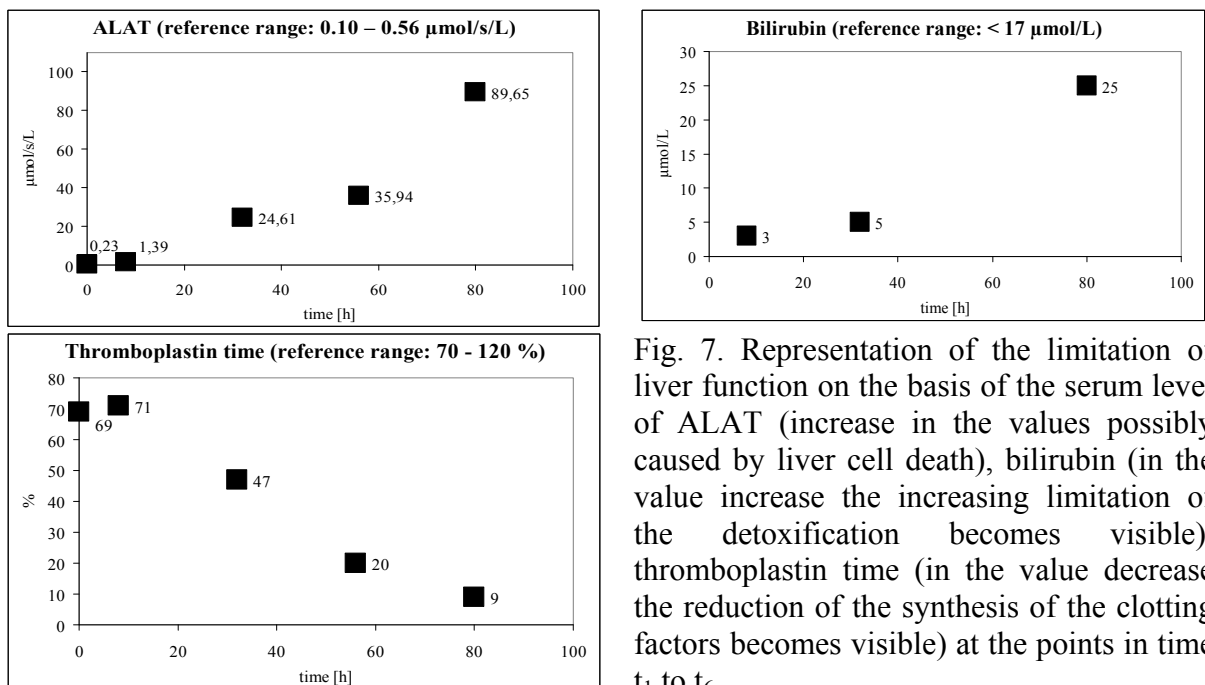 ALAT (reference range: 0.10 – 0.56 µmol/s/L)
µmol/s/L
100
80
60
40
20
0
0,23
1,39
24,61
35,94
89,65
0 20 40 60 80 100
time [h]
Bilirubin (reference range: < 17 µmol/L)
µmol/L
30
25
20
15
10
5
0
3
5
25
0 20 40 60 80 100
time [h]
Thromboplastin time (reference range: 70 - 120 %)
%
80
70
60
50
40
30
20
10
0
69
71
47
20
9
0 20 40 60 80 100
time [h]
Fig. 7. Representation of the limitation of
liver function on the basis of the serum leve
of ALAT (increase in the values possibly
caused by liver cell death), bilirubin (in the
value increase the increasing limitation of
the detoxification becomes visible)
thromboplastin time (in the value decrease
the reduction of the synthesis of the clotting
factors becomes visible) at the points in time
t₁ to t₆